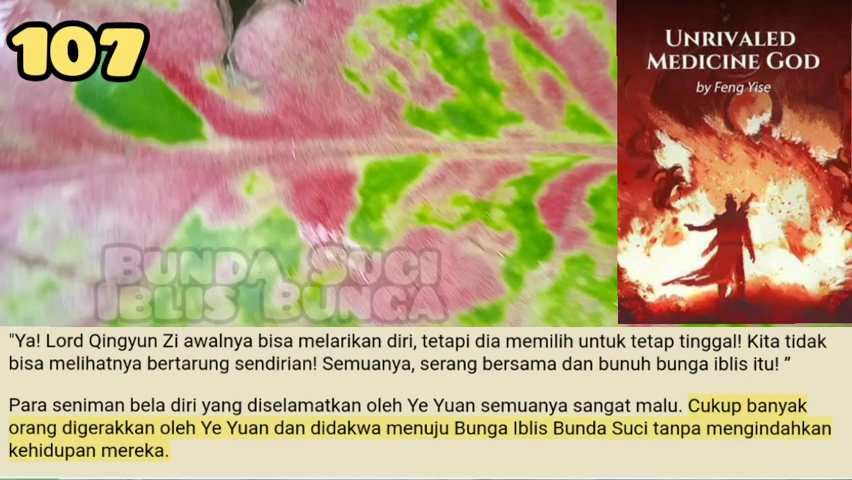 107
UNRIVALED
MEDICINE GOD
by Feng Yise
BUNDA SUCI
IBLIS BUNGA
"Ya! Lord Qingyun Zi awalnya bisa melarikan diri, tetapi dia memilih untuk tetap tinggal! Kita tidak
bisa melihatnya bertarung sendirian! Semuanya, serang bersama dan bunuh bunga iblis itu! ”
Para seniman bela diri yang diselamatkan oleh Ye Yuan semuanya sangat malu. Cukup banyak
orang digerakkan oleh Ye Yuan dan didakwa menuju Bunga Iblis Bunda Suci tanpa mengindahkan
kehidupan mereka.